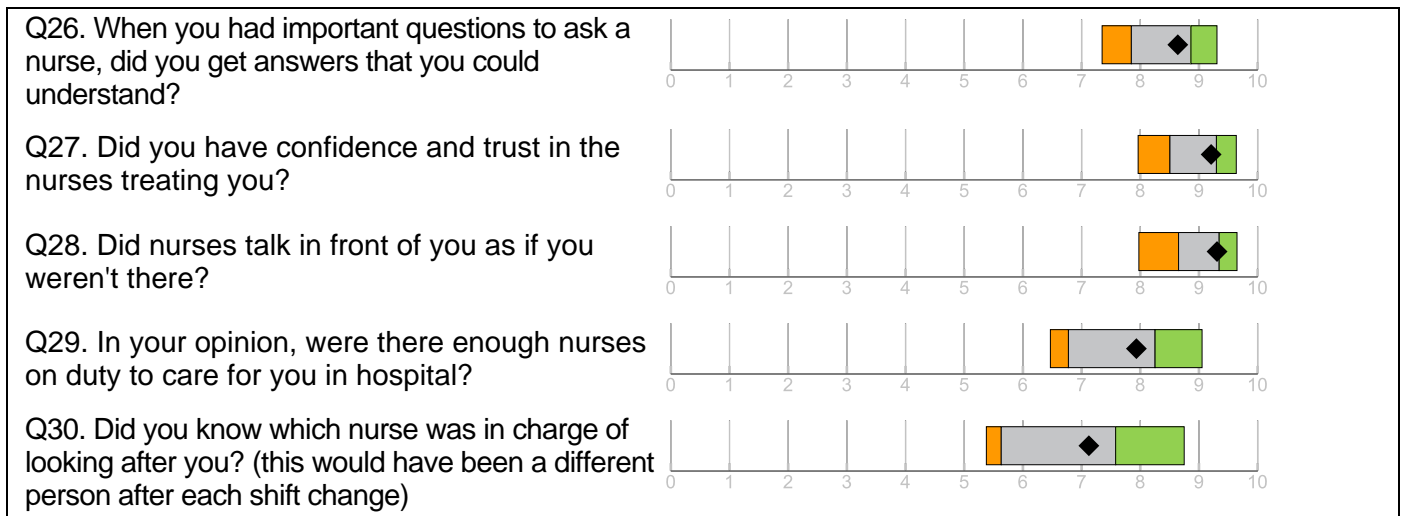 Q26. When you had important questions to ask a
nurse, did you get answers that you could
understand?
0 1 2 3 4 5 6 7 8 9 10
Q27. Did you have confidence and trust in the
nurses treating you?
0 1 2 3 4 5 6 7 8 9 10
Q28. Did nurses talk in front of you as if you
weren't there?
0 1 2 3 4 5 6 7 8 9 10
Q29. In your opinion, were there enough nurses
on duty to care for you in hospital?
0 1 2 3 4 5 6 7 8 9 10
Q30. Did you know which nurse was in charge of
looking after you? (this would have been a different
person after each shift change)
0 1 2 3 4 5 6 7 8 9 10